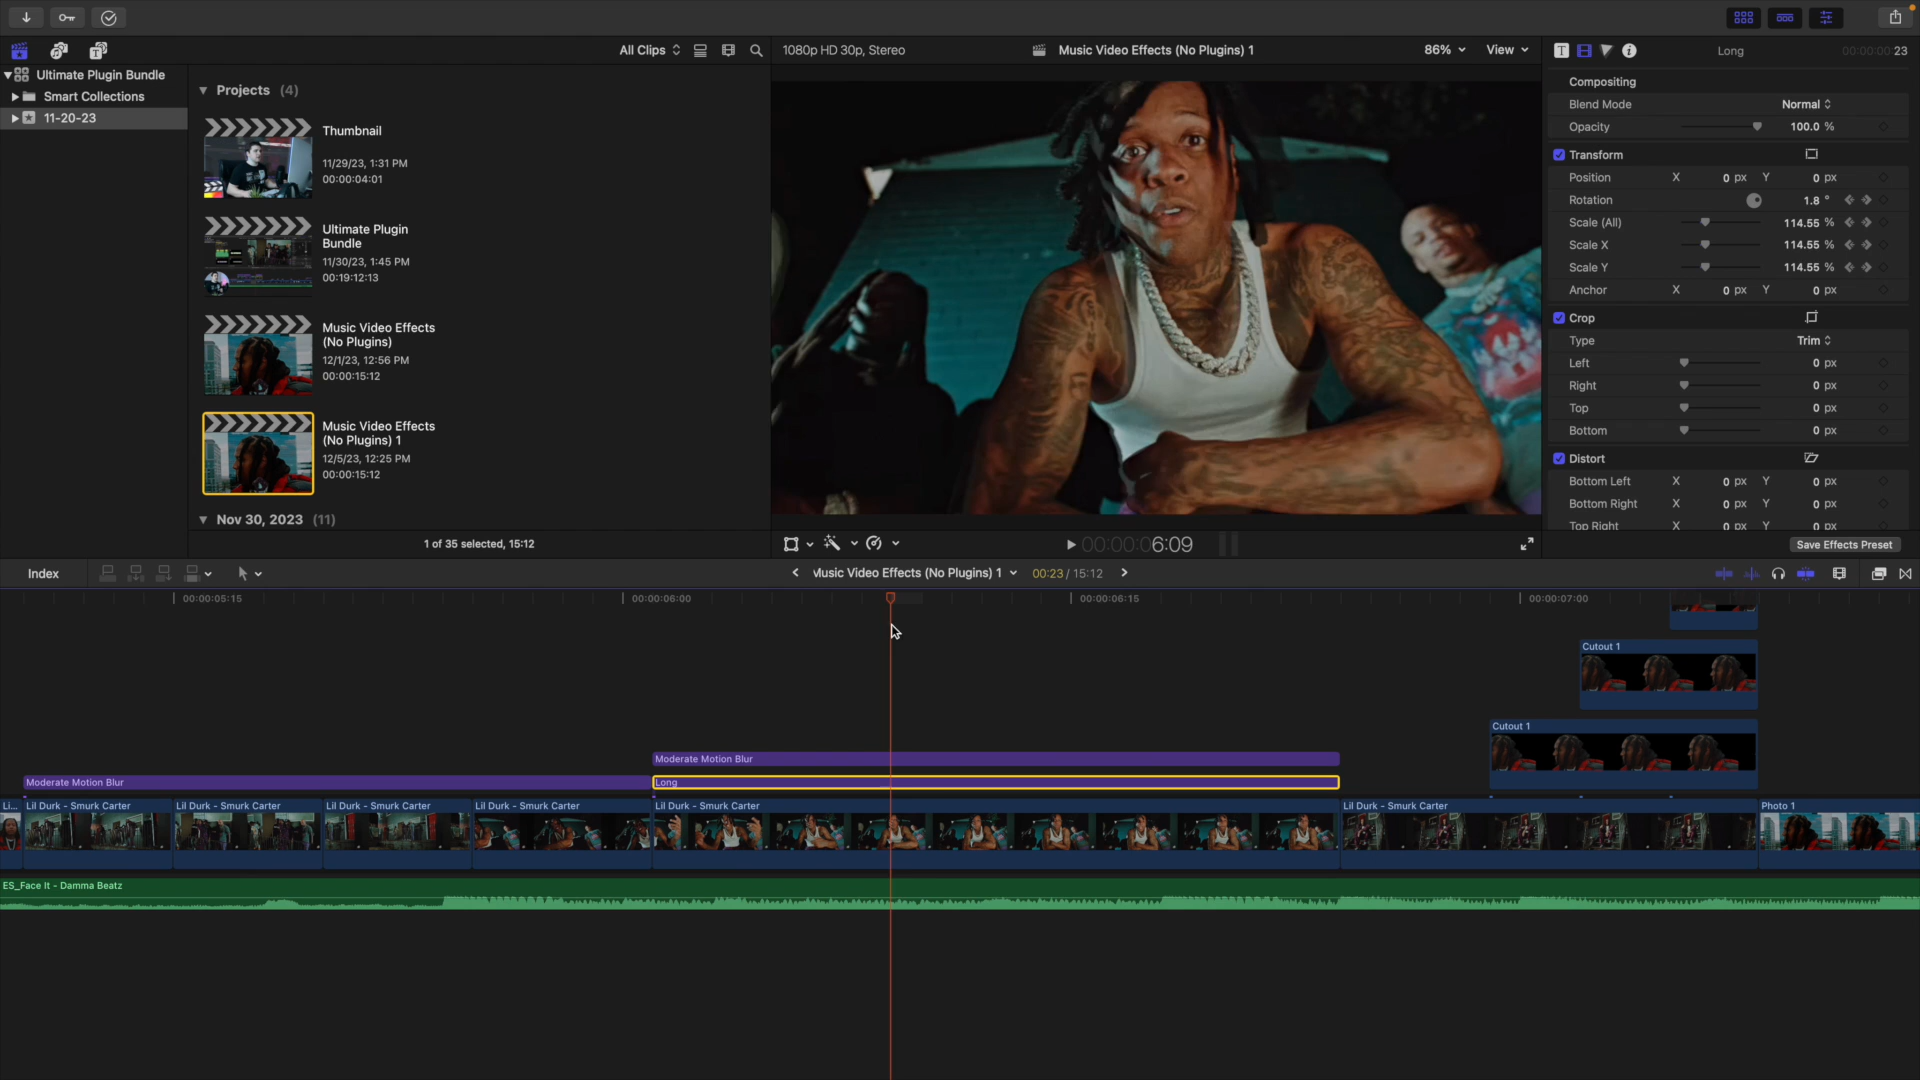 All Clips
1080p HD 30p, Stereo
Music Video Effects (No Plugins) 1
86%
View
Long
00:00:00:23
Ultimate Plugin Bundle
Smart Collections
11-20-23
Projects (4)
Thumbnail
11/29/23, 1:31 PM
00:00:04:01
Ultimate Plugin
Bundle
11/30/23, 1:45 PM
00:19:12:13
Music Video Effects
(No Plugins)
12/1/23, 12:56 PM
00:00:15:12
Music Video Effects
(No Plugins) 1
12/5/23, 12:25 PM
00:00:15:12
Nov 30, 2023 (11)
1 of 35 selected, 15:12
00:00:06:09
Compositing
Blend Mode Normal
Opacity 100.0 %
Transform
Position X 0 px Y 0 px
Rotation 1.8 °
Scale (All) 114.55 %
Scale X 114.55 %
Scale Y 114.55 %
Anchor X 0 px Y 0 px
Crop
Type Trim
Left 0 px
Right 0 px
Top 0 px
Bottom 0 px
Distort
Bottom Left X 0 px Y 0 px
Bottom Right X 0 px Y 0 px
Top Right X 0 px Y 0 px
Save Effects Preset
Index
Music Video Effects (No Plugins) 1
00:23 / 15:12
00:00:05:15
00:00:06:00
00:00:06:15
00:00:07:00
Cutout 1
Cutout 1
Moderate Motion Blur
Moderate Motion Blur
Long
Li...
Lil Durk - Smurk Carter
Lil Durk - Smurk Carter
Lil Durk - Smurk Carter
Lil Durk - Smurk Carter
Lil Durk - Smurk Carter
Lil Durk - Smurk Carter
Photo 1
ES_Face It - Damma Beatz